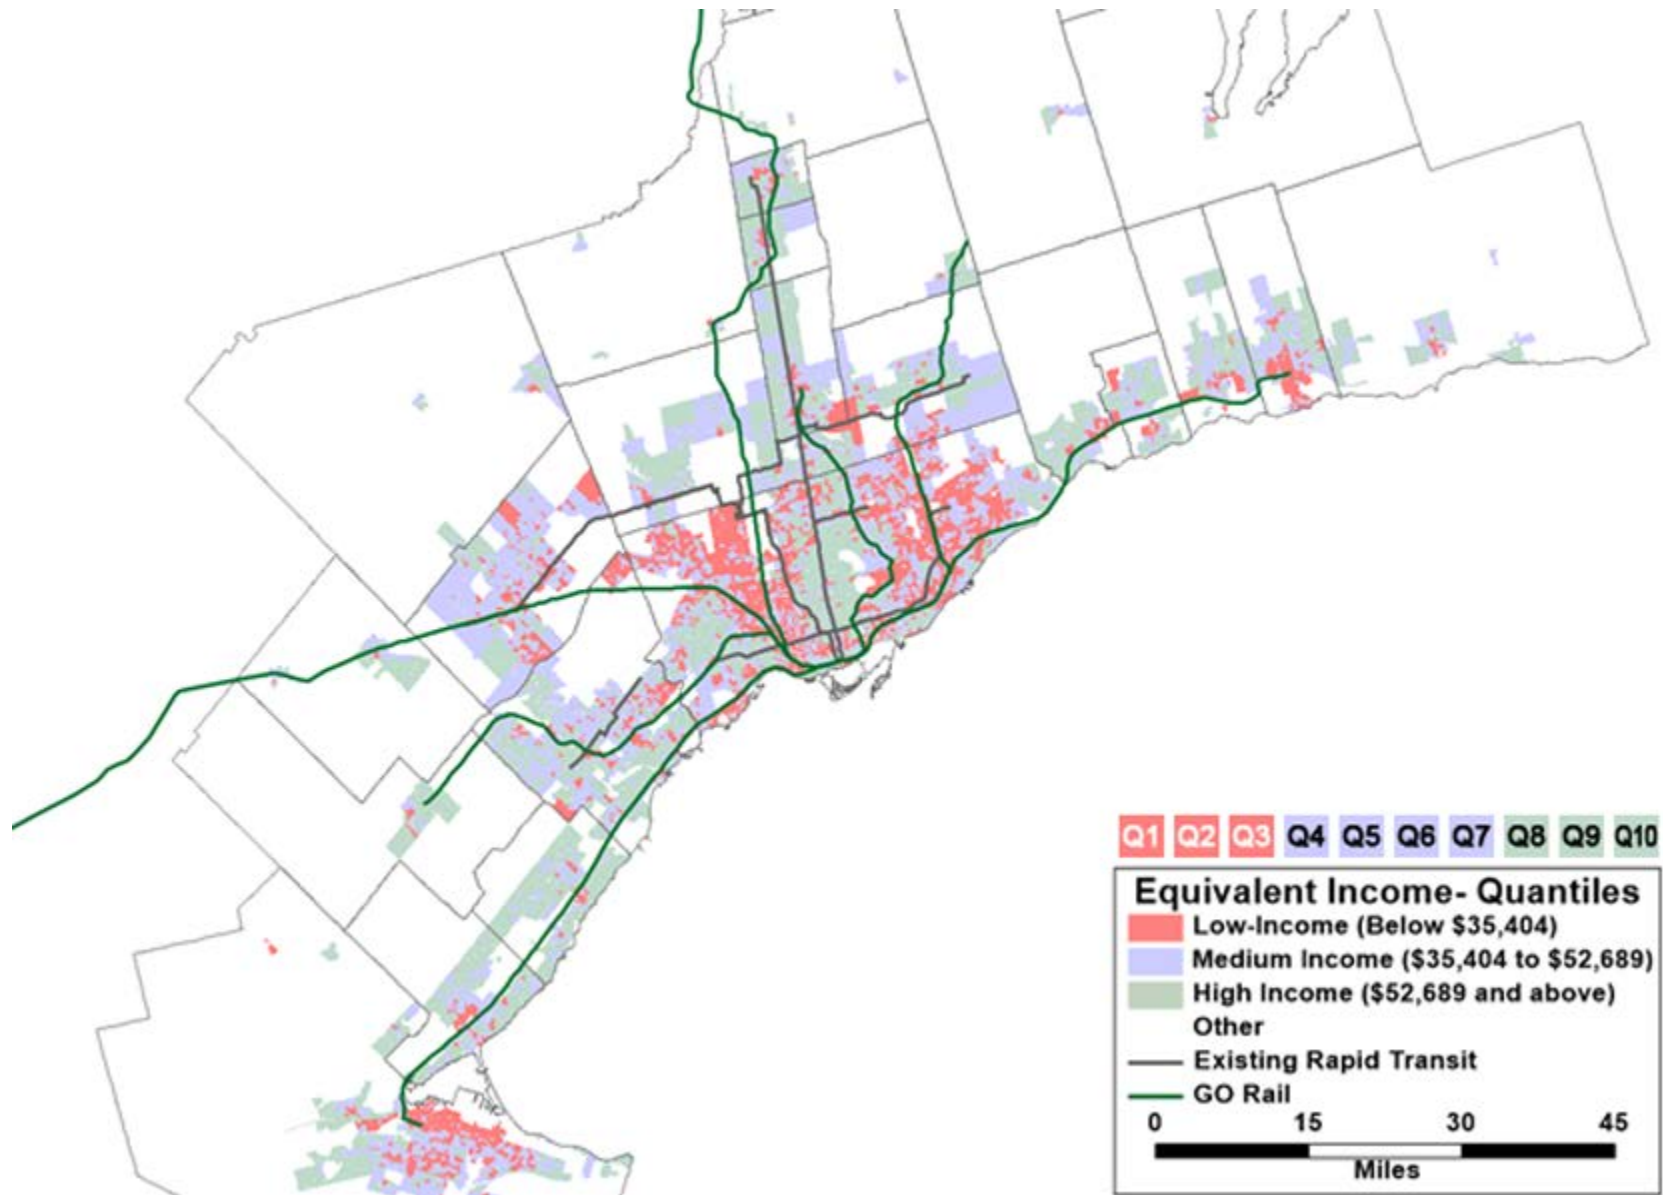 Q1 Q2 Q3 Q4 Q5 Q6 Q7 Q8 Q9 Q10
Equivalent Income- Quantiles
Low-Income (Below $35,404)
Medium Income ($35,404 to $52,689)
High Income ($52,689 and above)
Other
Existing Rapid Transit
GO Rail
0 15 30 45
Miles